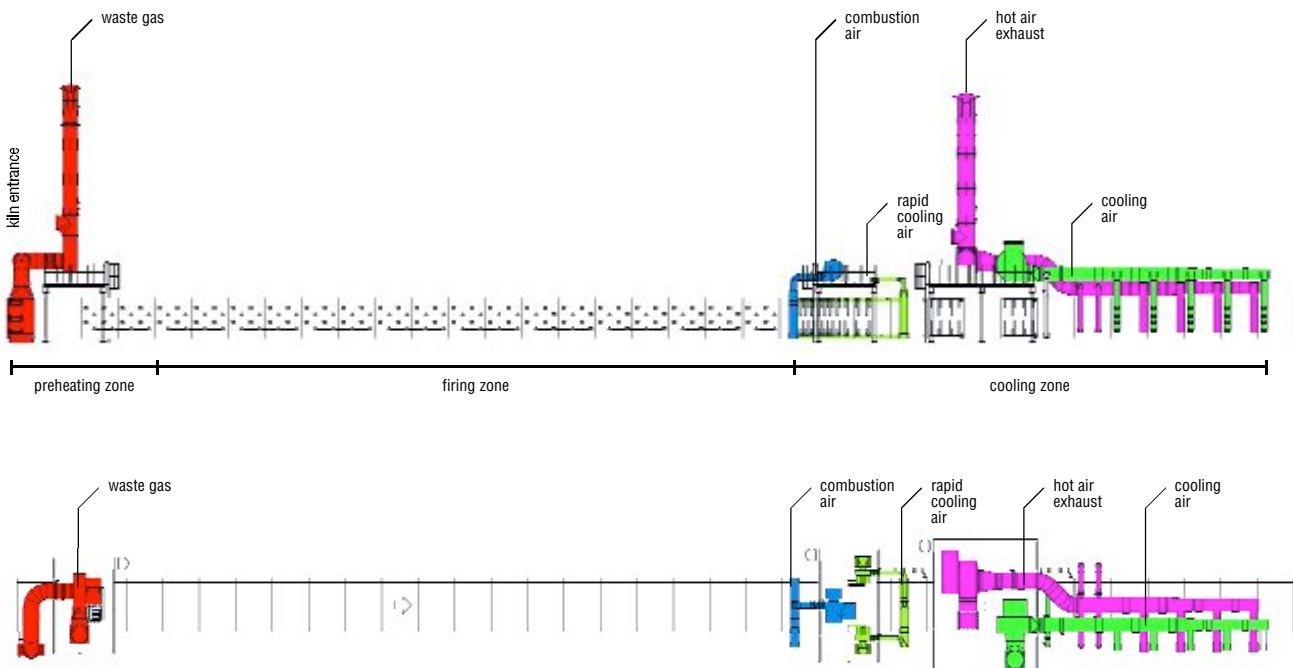 waste gas
combustion
air
hot air
exhaust
kiln entrance
rapid
cooling
air
cooling
air
preheating zone
firing zone
cooling zone
waste gas
combustion
air
rapid
cooling
air
hot air
exhaust
cooling
air